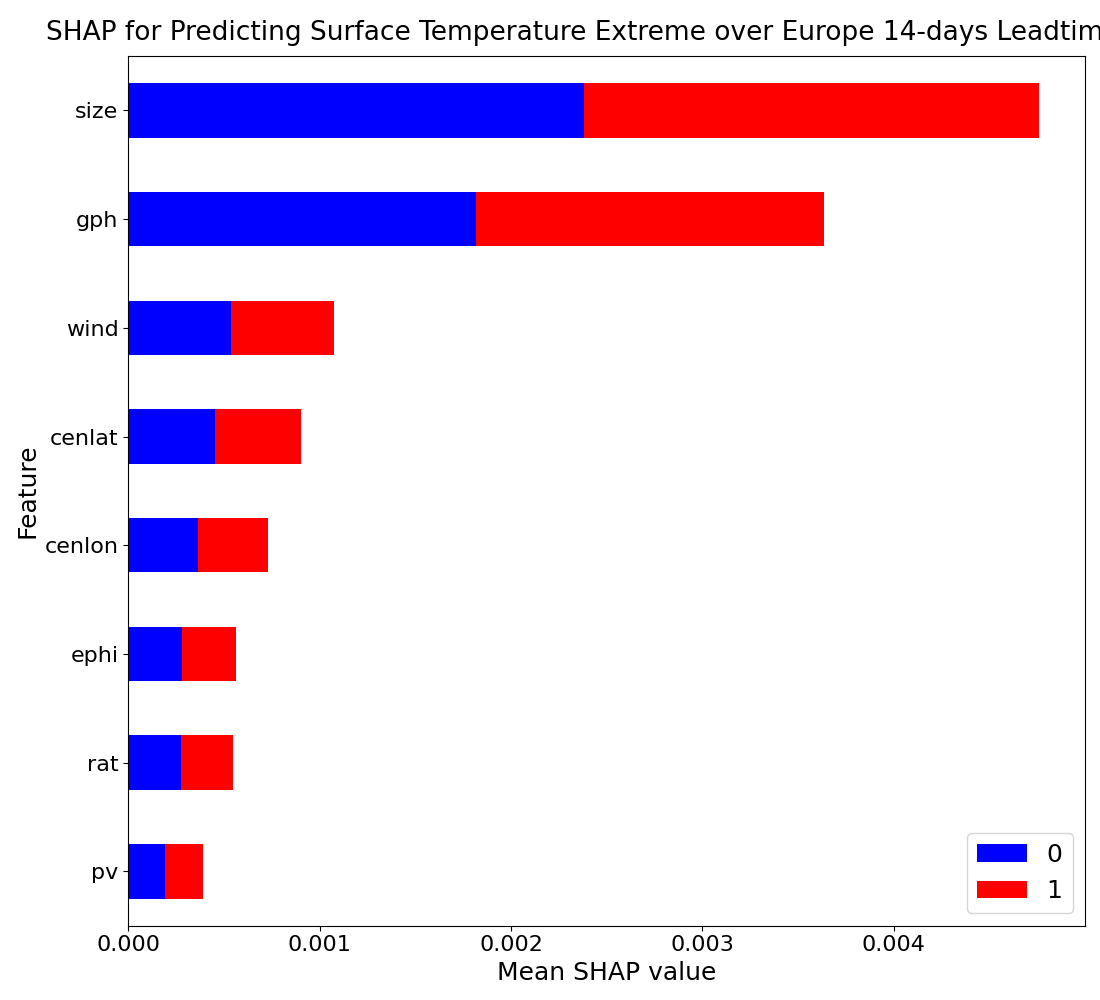 SHAP for Predicting Surface Temperature Extreme over Europe 14-days Leadtim
size
gph
wind
cenlat
cenlon
ephi
rat
pv
Feature
0
1
0.000 0.001 0.002 0.003 0.004
Mean SHAP value